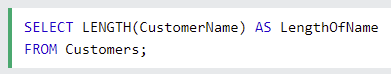 SELECT LENGTH(CustomerName) AS LengthOfName
FROM Customers;